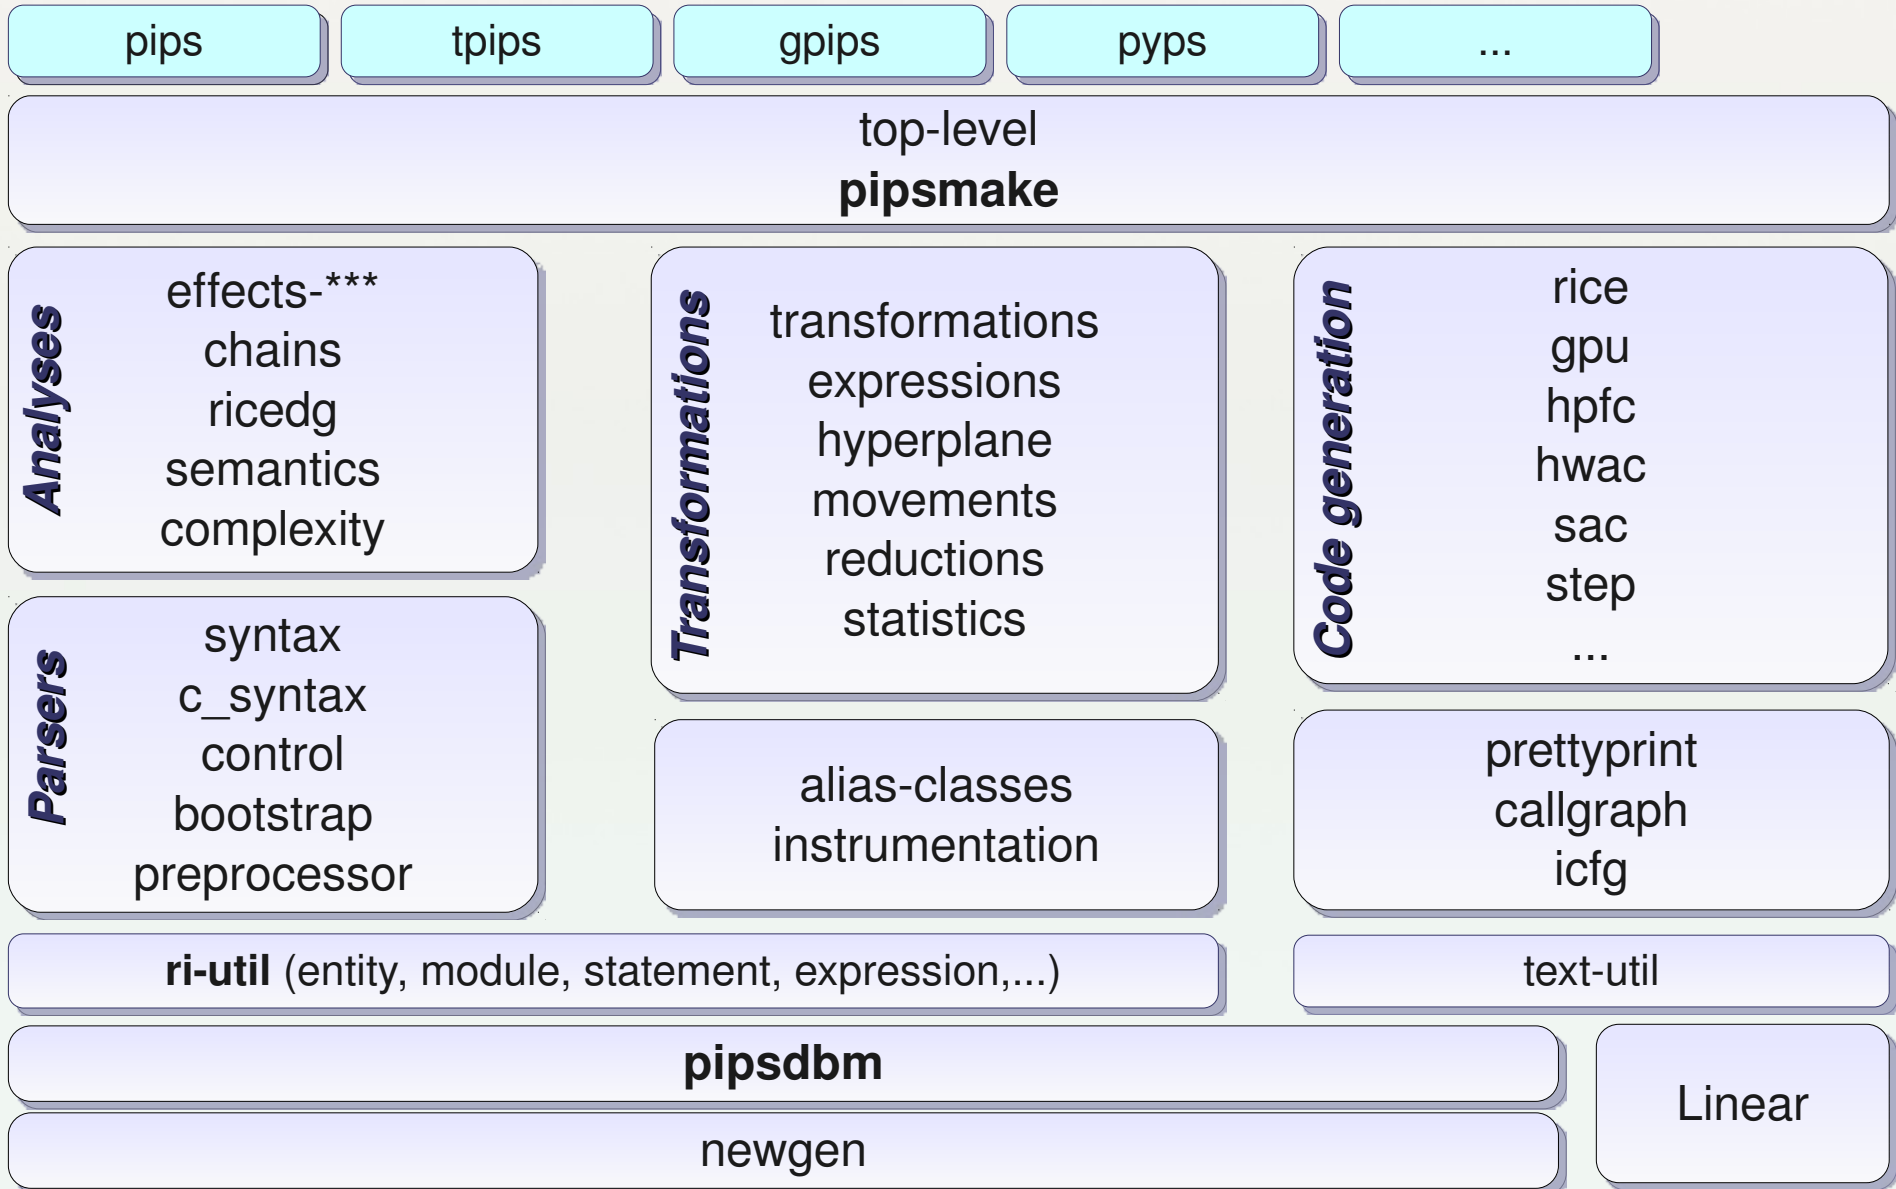 pips
tpips
gpips
pyps
...
top-level
pipsmake
Analyses
effects-***
chains
ricedg
semantics
complexity
Transformations
transformations
expressions
hyperplane
movements
reductions
statistics
Code generation
rice
gpu
hpfc
hwac
sac
step
...
Parsers
syntax
c_syntax
control
bootstrap
preprocessor
alias-classes
instrumentation
prettyprint
callgraph
icfg
ri-util (entity, module, statement, expression,...)
text-util
pipsdbm
newgen
Linear